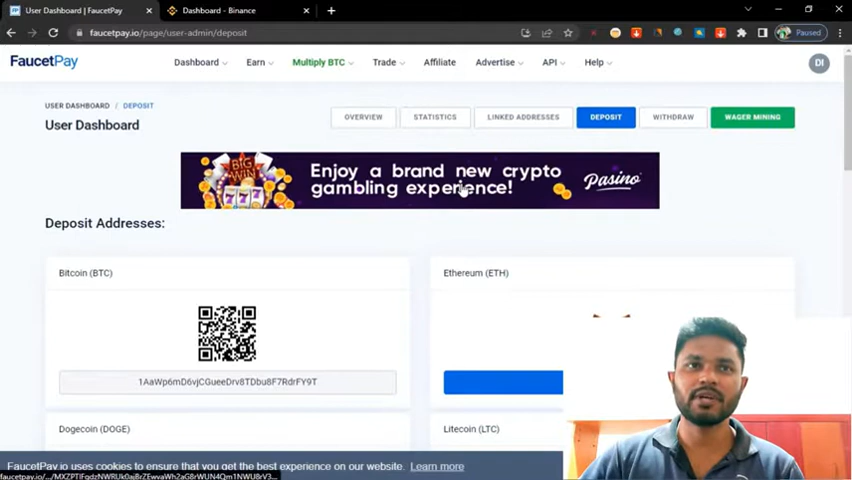 User Dashboard | FaucetPay
Dashboard - Binance
faucetpay.io/page/user-admin/deposit
Paused
FaucetPay
Dashboard
Earn
Multiply BTC
Trade
Affiliate
Advertise
API
Help
DI
USER DASHBOARD / DEPOSIT
User Dashboard
OVERVIEW
STATISTICS
LINKED ADDRESSES
DEPOSIT
WITHDRAW
WAGER MINING
BIG WIN
Enjoy a brand new crypto
gambling experience!
Pasino
Deposit Addresses:
Bitcoin (BTC)
Ethereum (ETH)
1AaWp6mD6vjCGueeDrv8TDbu8F7RdrFY9T
Dogecoin (DOGE)
Litecoin (LTC)
FaucetPay.io uses cookies to ensure that you get the best experience on our website. Learn more